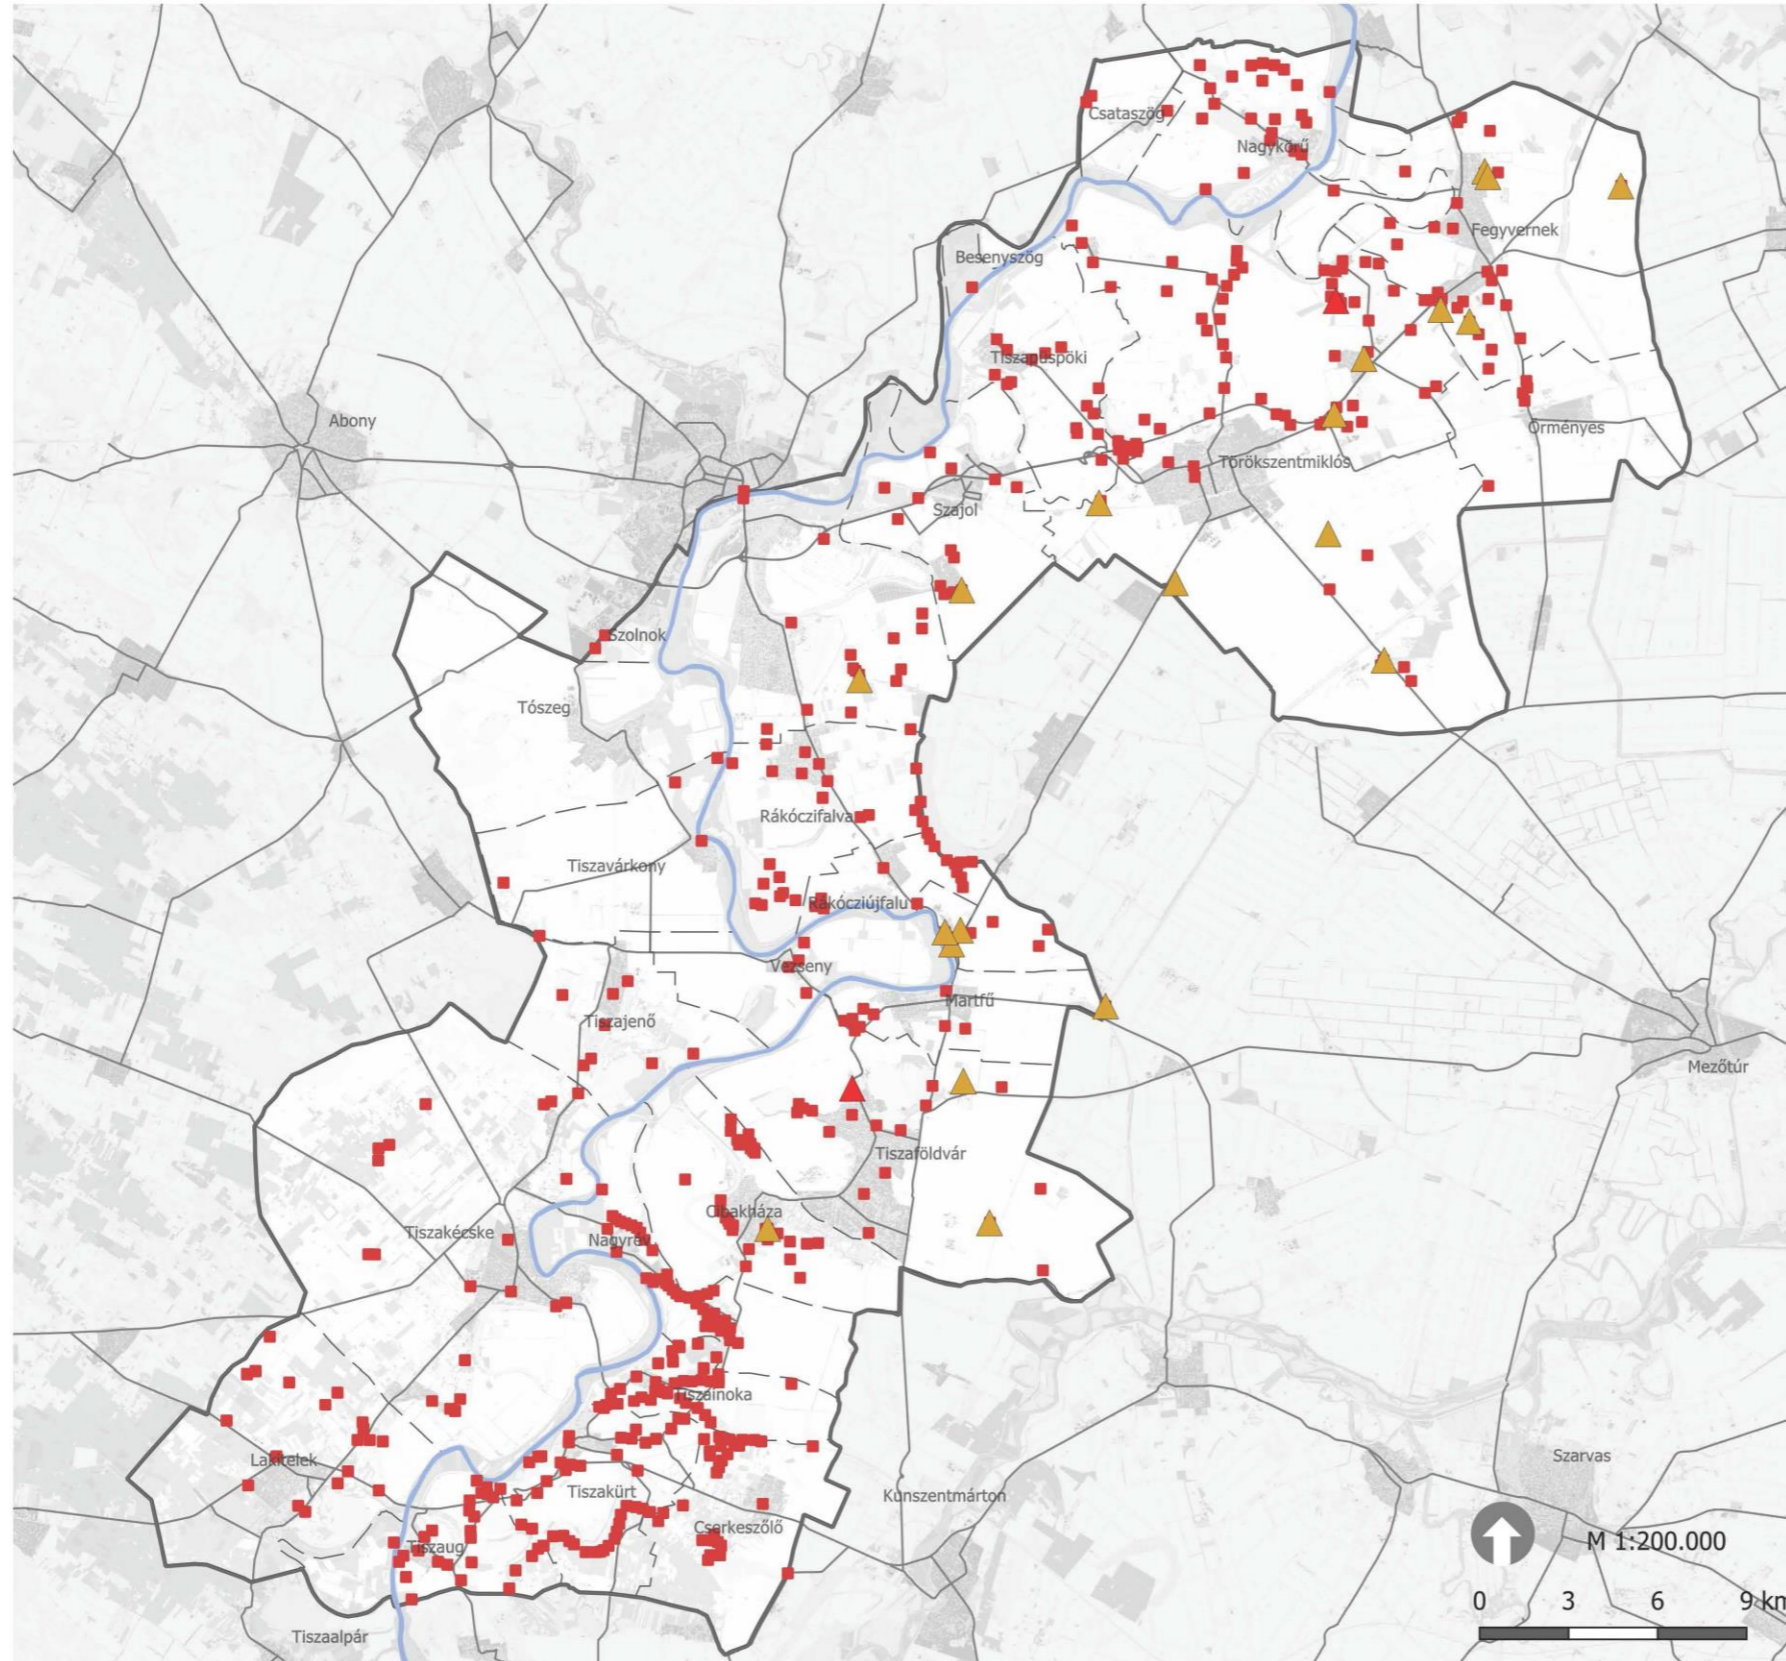 Csataszög
Nagykörű
Fegyvernek
Besenyszög
Tiszapüspöki
Abony
Örményes
Törökszentmiklós
Szajol
Szolnok
Tószeg
Rákóczifalva
Tiszavárkony
Rákócziújfalu
Vezseny
Martfű
Tiszajenő
Mezőtúr
Tiszaföldvár
Cibakháza
Tiszakécske
Nagyrév
Tiszainoka
Lakitelek
Szarvas
Tiszakürt
Kunszentmárton
Cserkeszőlő
Tiszaug
M 1:200.000
0 3 6 9 km
Tiszaalpár